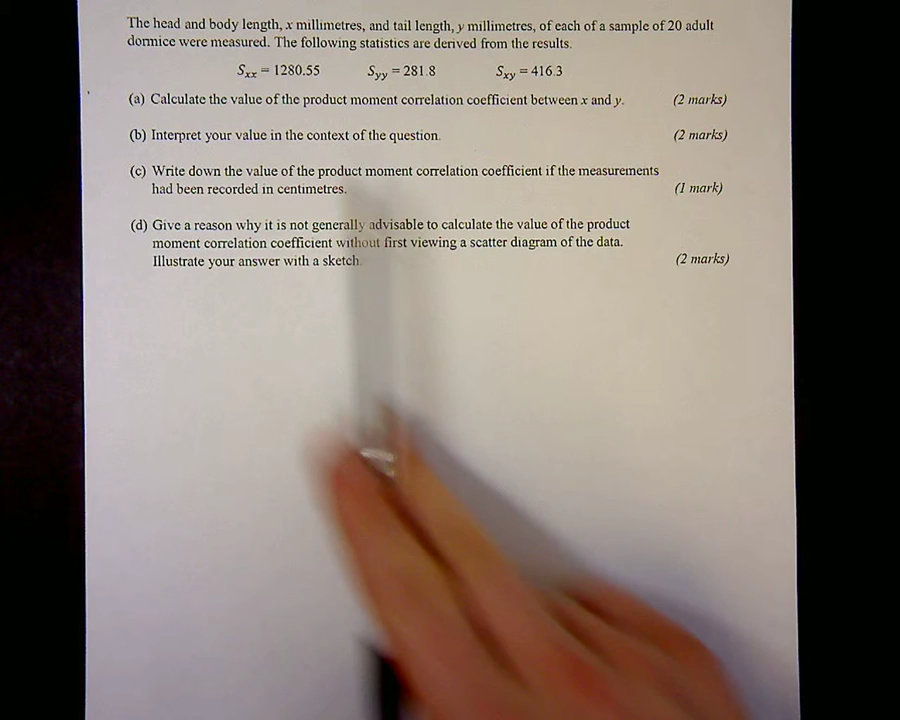 The head and body length, x millimetres, and tail length, y millimetres, of each of a sample of 20 adult
dormice were measured. The following statistics are derived from the results.
Sxx = 1280.55 Syy = 281.8 Sxy = 416.3
(a) Calculate the value of the product moment correlation coefficient between x and y. (2 marks)
(b) Interpret your value in the context of the question. (2 marks)
(c) Write down the value of the product moment correlation coefficient if the measurements
had been recorded in centimetres. (1 mark)
(d) Give a reason why it is not generally advisable to calculate the value of the product
moment correlation coefficient without first viewing a scatter diagram of the data.
Illustrate your answer with a sketch. (2 marks)